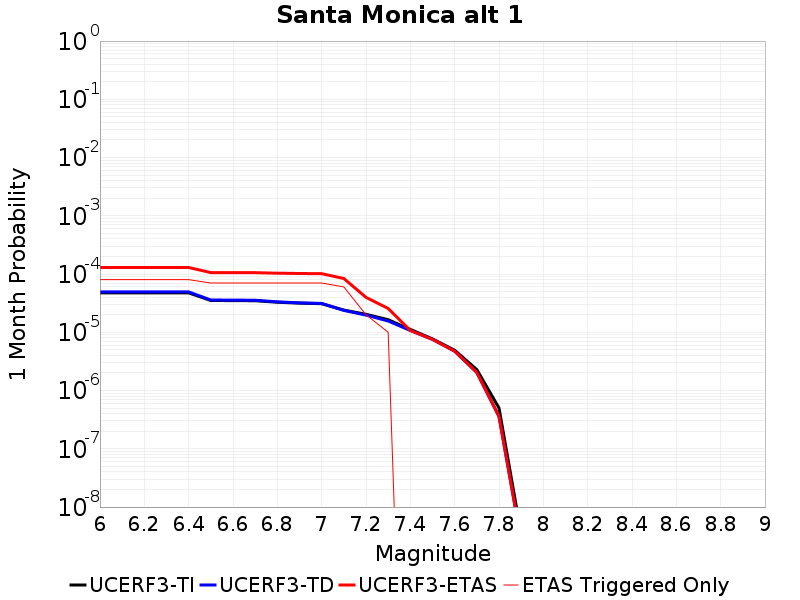 Santa Monica alt 1
1 Month Probability
10^0
10^-1
10^-2
10^-3
10^-4
10^-5
10^-6
10^-7
10^-8
6 6.2 6.4 6.6 6.8 7 7.2 7.4 7.6 7.8 8 8.2 8.4 8.6 8.8 9
Magnitude
UCERF3-TI UCERF3-TD UCERF3-ETAS ETAS Triggered Only